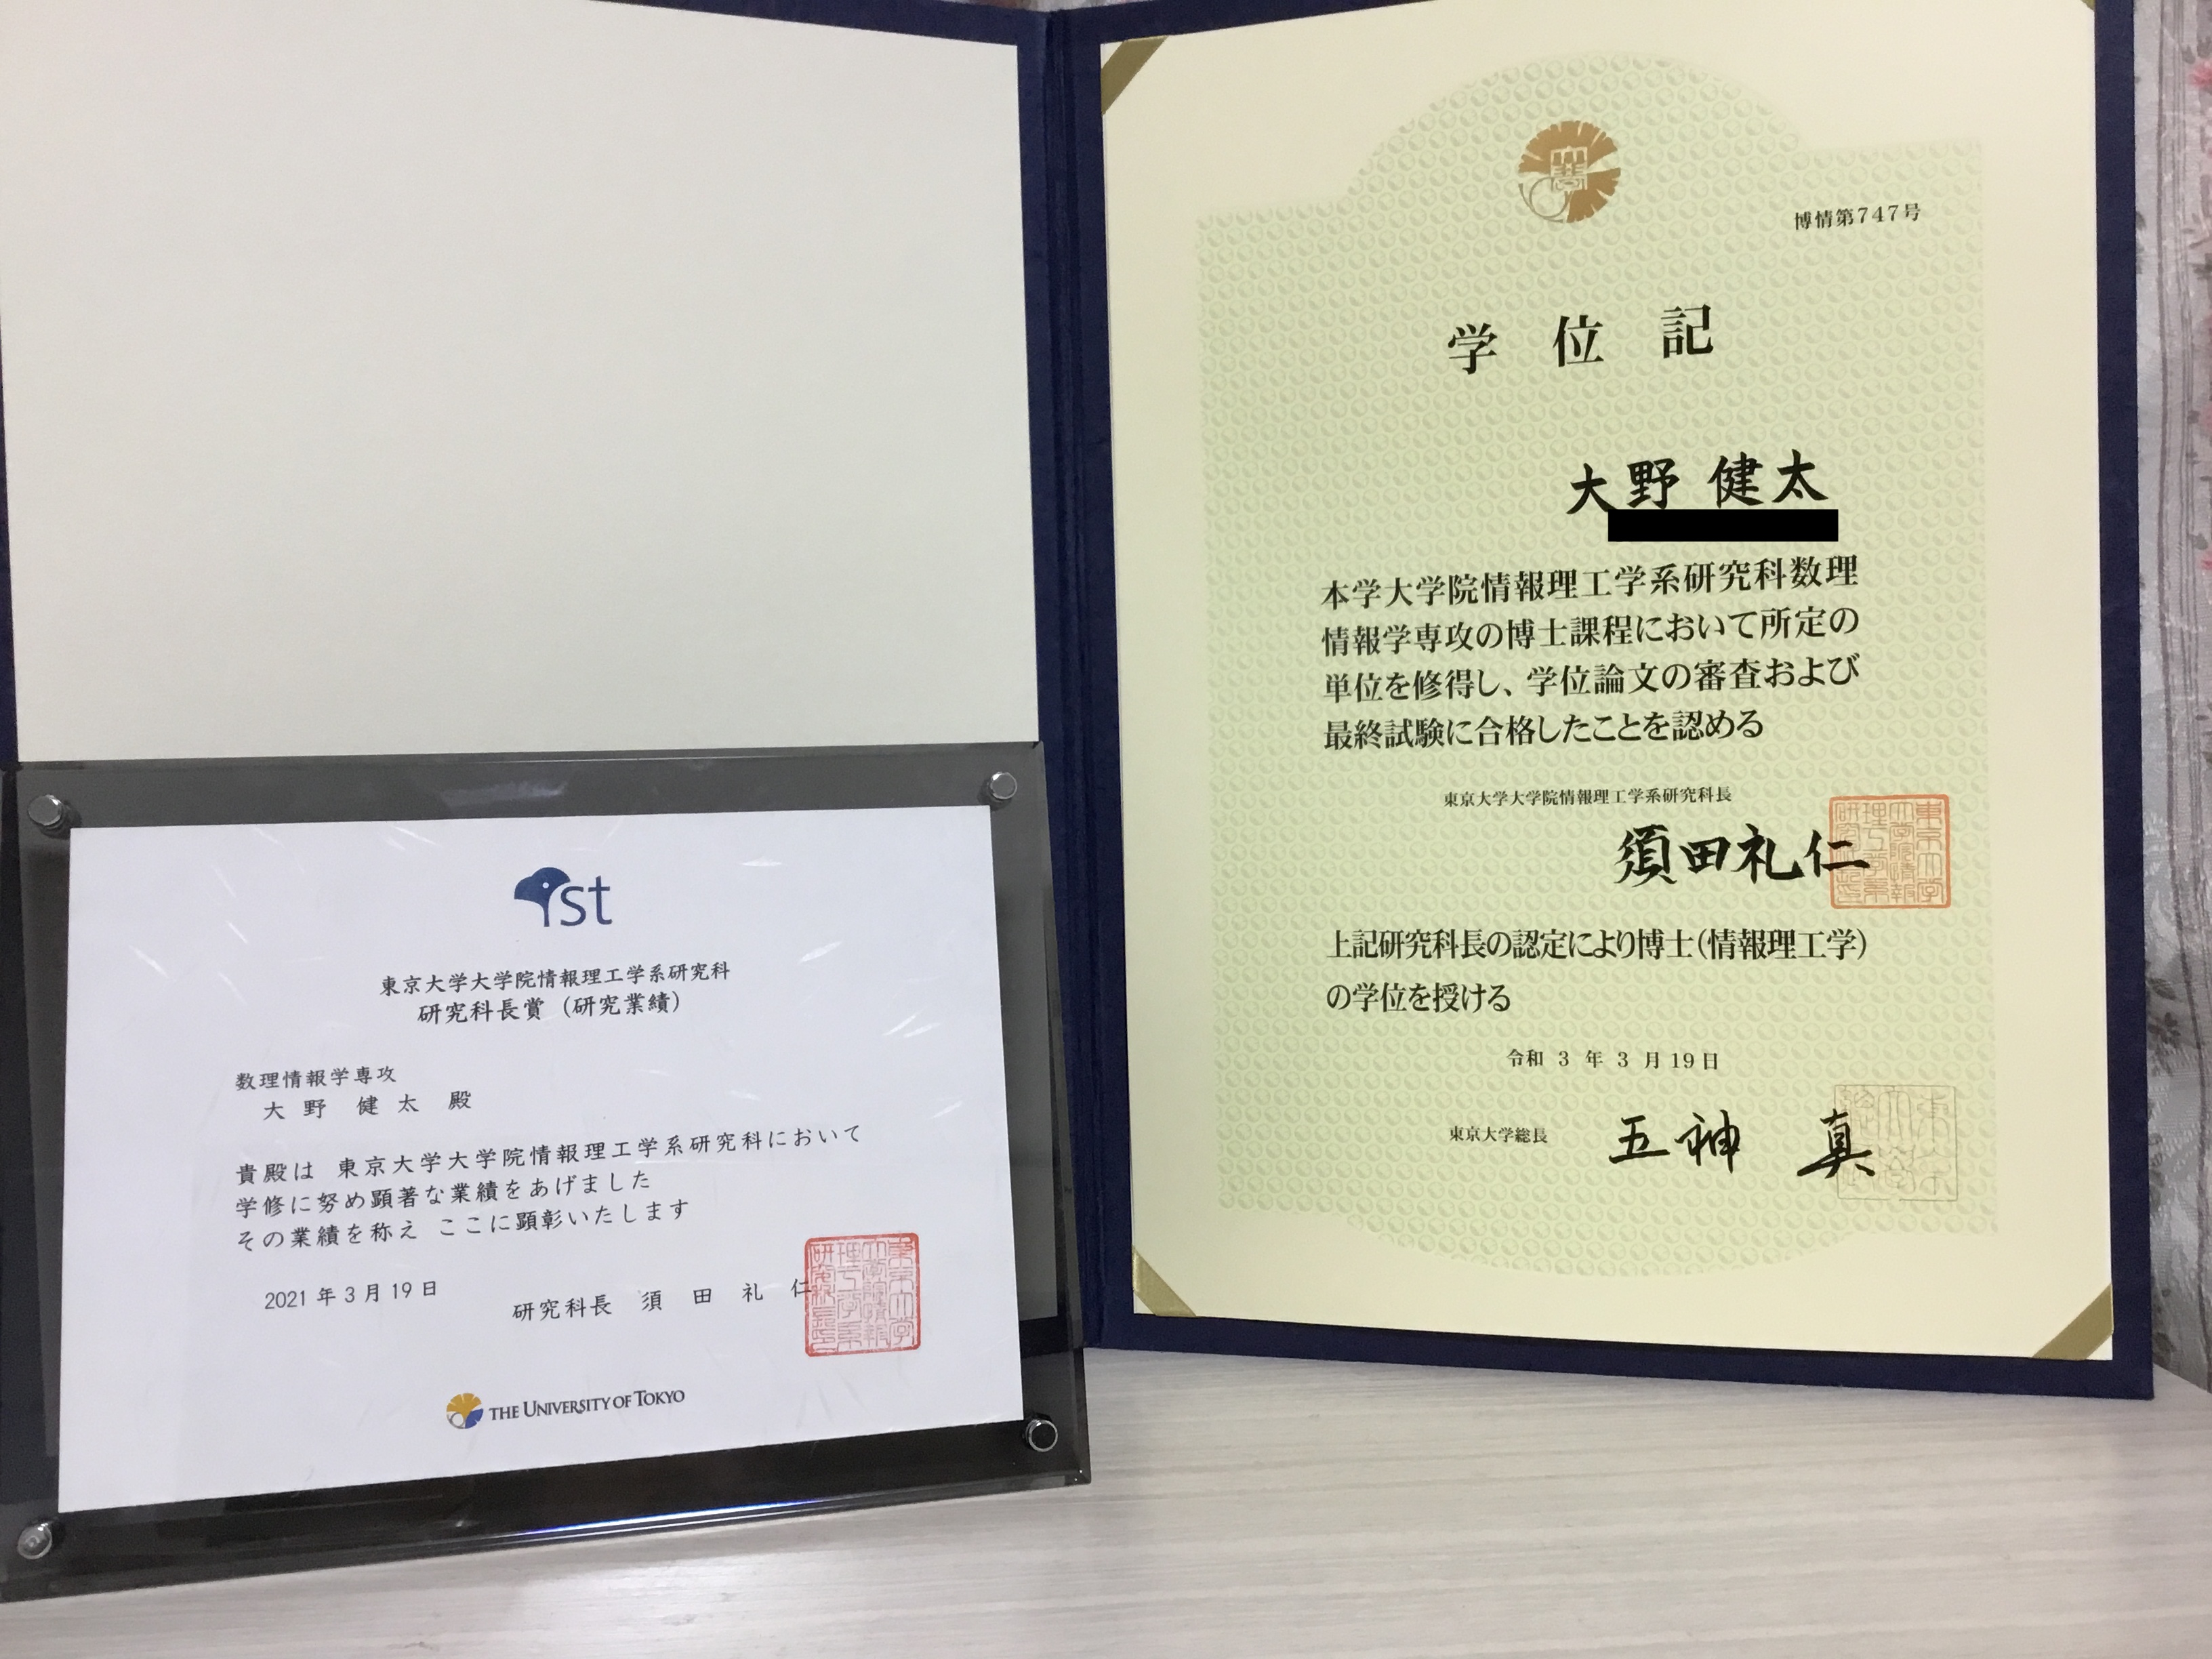 st
東京大学大学院情報理工学系研究科
研究科長賞（研究業績）
数理情報学専攻
大野 健太 殿
貴殿は 東京大学大学院情報理工学系研究科において
学修に努め顕著な業績をあげました
その業績を称え ここに顕彰いたします
2021年3月19日
研究科長 須田礼仁
THE UNIVERSITY OF TOKYO
博情第747号
学位記
大野 健太
本学大学院情報理工学系研究科数理
情報学専攻の博士課程において所定の
単位を修得し、学位論文の審査および
最終試験に合格したことを認める
東京大学大学院情報理工学系研究科長
須田礼仁
上記研究科長の認定により博士(情報理工学)
の学位を授ける
令和 3 年 3 月 19 日
東京大学総長 五神 真